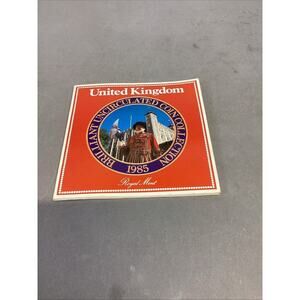 United Kingdom
BRILLIANT UNCIRCULATED COIN COLLECTION
1985
Royal Mint